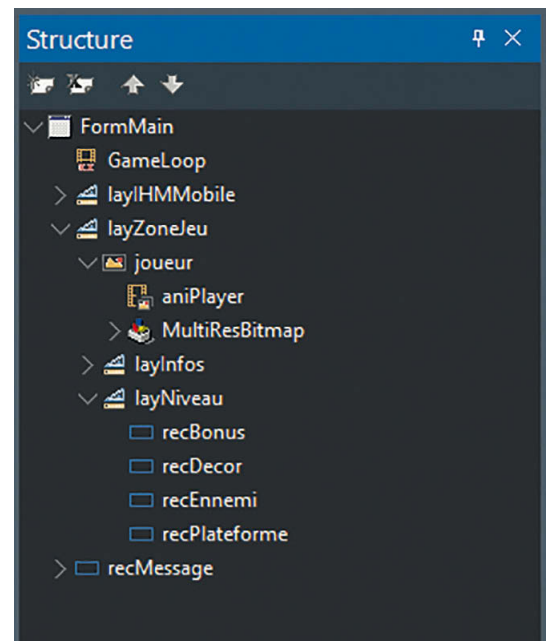 Structure
FormMain
GameLoop
layIHMMobile
layZoneJeu
joueur
aniPlayer
MultiResBitmap
layInfos
layNiveau
recBonus
recDecor
recEnnemi
recPlateforme
recMessage